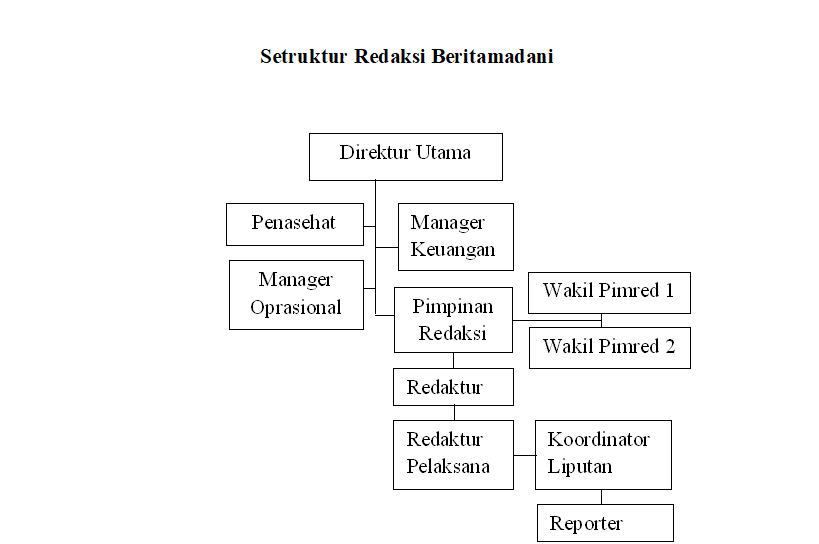 Setruktur Redaksi Beritamadani
Direktur Utama
Penasehat
Manager
Keuangan
Manager
Oprasional
Pimpinan
Redaksi
Wakil Pimred 1
Wakil Pimred 2
Redaktur
Redaktur
Pelaksana
Koordinator
Liputan
Reporter